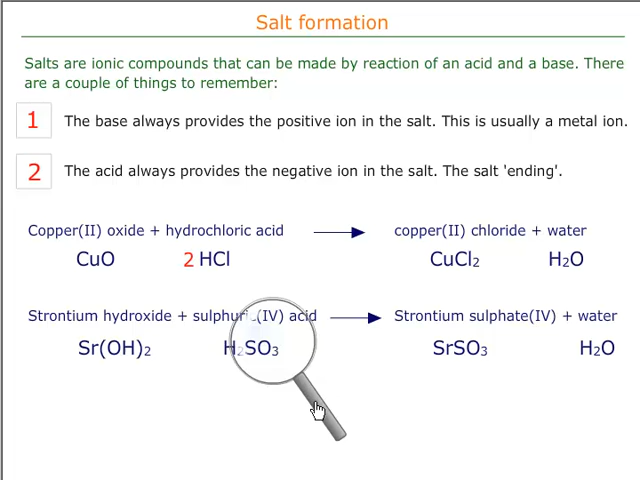 Salt formation
Salts are ionic compounds that can be made by reaction of an acid and a base. There
are a couple of things to remember:
1 The base always provides the positive ion in the salt. This is usually a metal ion.
2 The acid always provides the negative ion in the salt. The salt 'ending'.
Copper(II) oxide + hydrochloric acid copper(II) chloride + water
CuO 2 HCl CuCl2 H2O
Strontium hydroxide + sulphuric(IV) acid Strontium sulphate(IV) + water
Sr(OH)2 H2SO3 SrSO3 H2O